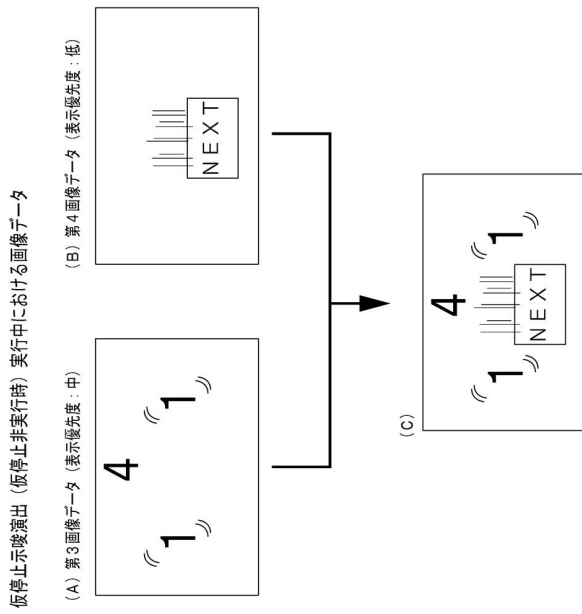 仮停止示唆演出（仮停止非実行時）実行中における画像データ
（A）第3画像データ（表示優先度：中）
4
1 1
（B）第4画像データ（表示優先度：低）
NEXT
（C）
4
1 1
NEXT